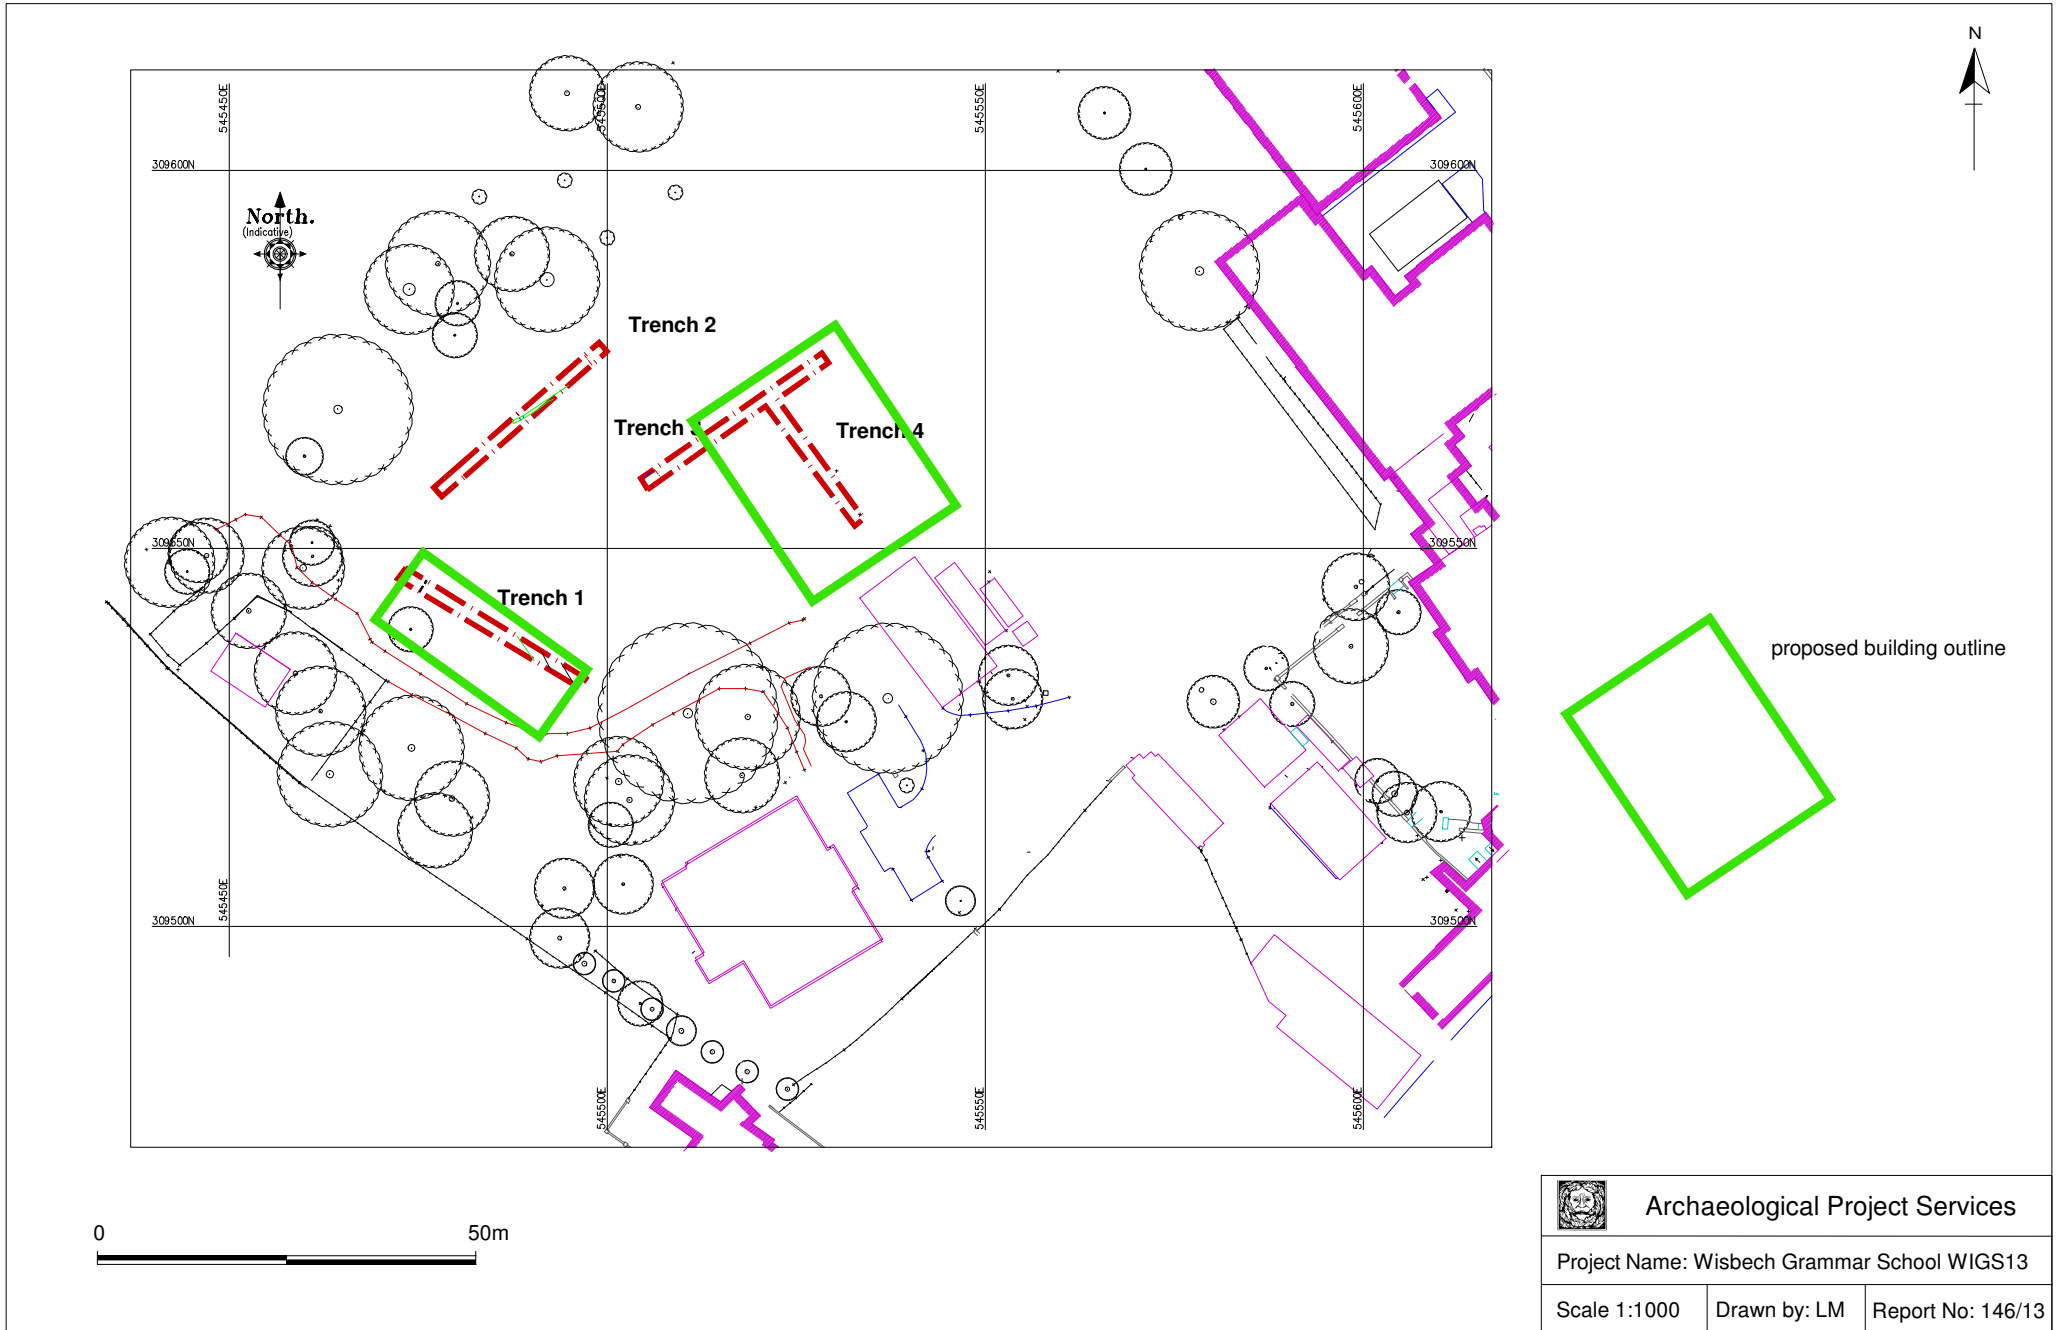 N
545450E
545500E
545550E
545600E
309600N
309600N
North.
(Indicative)
Trench 2
Trench 3
Trench 4
309550N
309550N
Trench 1
proposed building outline
545450E
309500N
309500N
545500E
545550E
545600E
0
50m
Archaeological Project Services
Project Name: Wisbech Grammar School WIGS13
Scale 1:1000
Drawn by: LM
Report No: 146/13